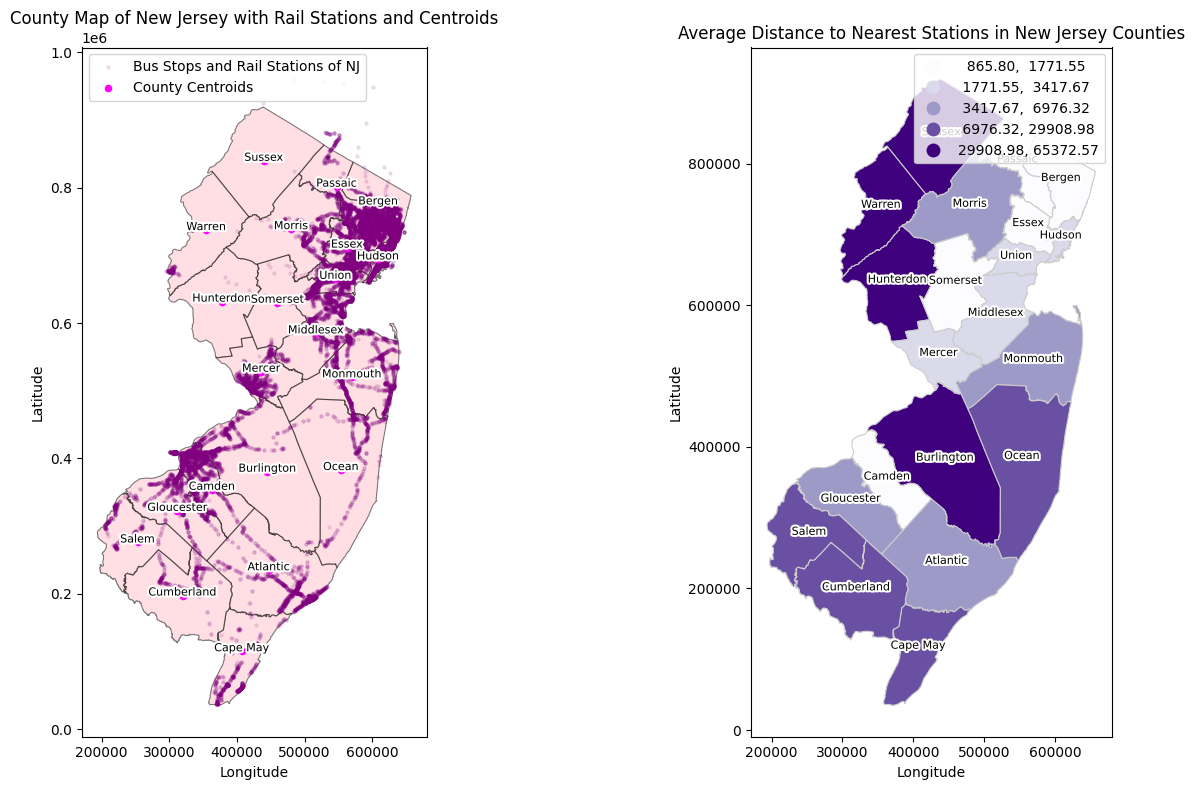 County Map of New Jersey with Rail Stations and Centroids
1e6
Bus Stops and Rail Stations of NJ
County Centroids
1.0
0.8
0.6
0.4
0.2
0.0
Latitude
Sussex
Passaic
Bergen
Warren
Morris
Essex
Hudson
Union
Hunterdon
Somerset
Middlesex
Mercer
Monmouth
Burlington
Ocean
Camden
Gloucester
Salem
Atlantic
Cumberland
Cape May
200000 300000 400000 500000 600000
Longitude
Average Distance to Nearest Stations in New Jersey Counties
865.80, 1771.55
1771.55, 3417.67
3417.67, 6976.32
6976.32, 29908.98
29908.98, 65372.57
800000
600000
400000
200000
0
Latitude
Sussex
Passaic
Bergen
Warren
Morris
Essex
Hudson
Union
Hunterdon
Somerset
Middlesex
Mercer
Monmouth
Burlington
Ocean
Camden
Gloucester
Salem
Atlantic
Cumberland
Cape May
200000 300000 400000 500000 600000
Longitude